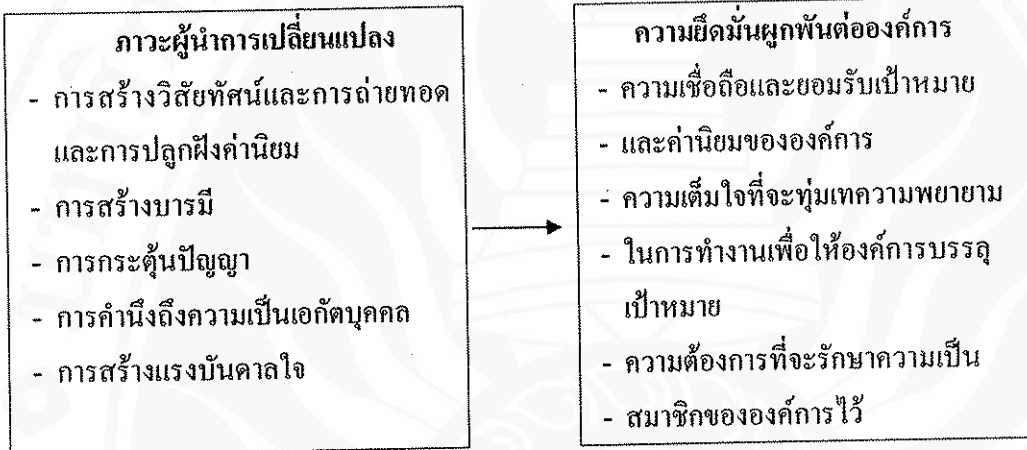 ภาวะผู้นำการเปลี่ยนแปลง
- การสร้างวิสัยทัศน์และการถ่ายทอด
และการปลูกฝังค่านิยม
- การสร้างบารมี
- การกระตุ้นปัญญา
- การคำนึงถึงความเป็นเอกัตบุคคล
- การสร้างแรงบันดาลใจ
ความยึดมั่นผูกพันต่อองค์การ
- ความเชื่อถือและยอมรับเป้าหมาย
- และค่านิยมขององค์การ
- ความเต็มใจที่จะทุ่มเทความพยายาม
- ในการทำงานเพื่อให้องค์การบรรลุ
เป้าหมาย
- ความต้องการที่จะรักษาความเป็น
- สมาชิกขององค์การไว้